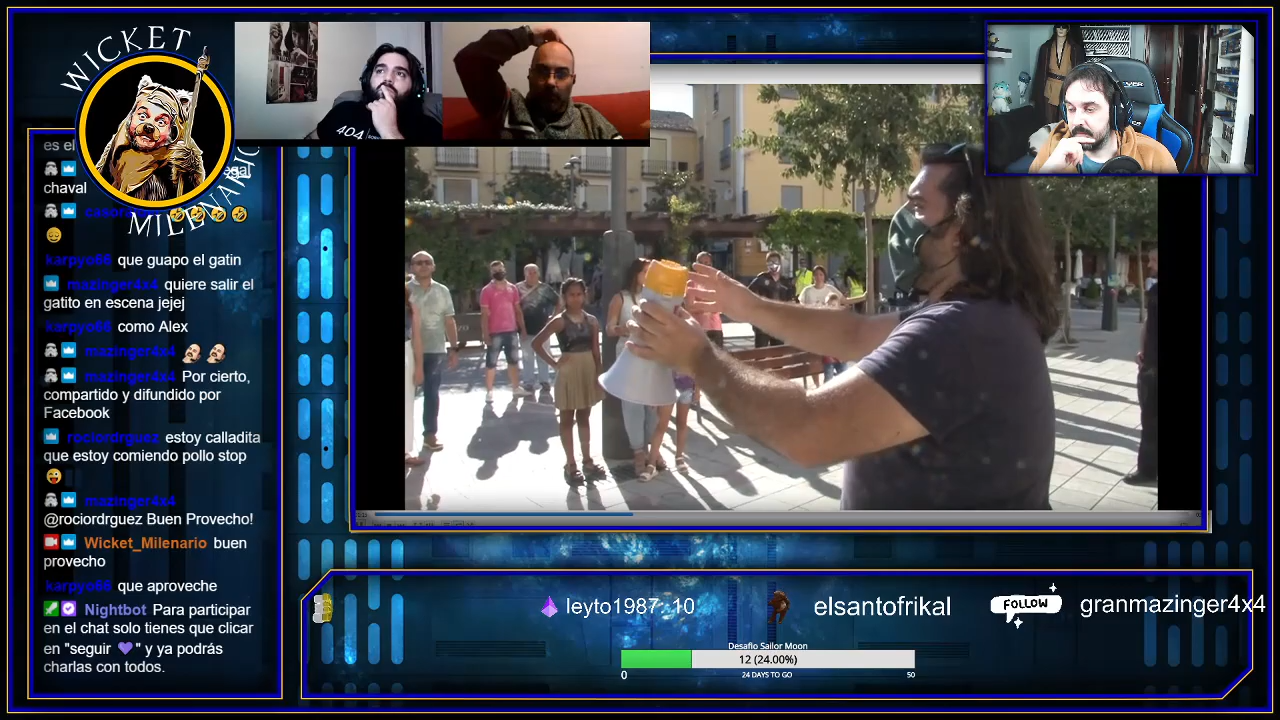 WICKET
MILENARIO
es el
chaval
que guapo el gatin
karpyo66
mazinger4x4 quiere salir el
gatito en escena jejej
karpyo66 como Alex
mazinger4x4
mazinger4x4 Por cierto,
compartido y difundido por
Facebook
rociordrguez estoy calladita
que estoy comiendo pollo stop
mazinger4x4
@rociordrguez Buen Provecho!
Wicket_Milenario buen
provecho
karpyo66 que aproveche
Nightbot Para participar
en el chat solo tienes que clicar
en "seguir 💜" y ya podrás
charlas con todos.
404
leyto1987: 10
elsantofrikal
FOLLOW
granmazinger4x4
Desafio Sailor Moon
12 (24.00%)
0
24 DAYS TO GO
50